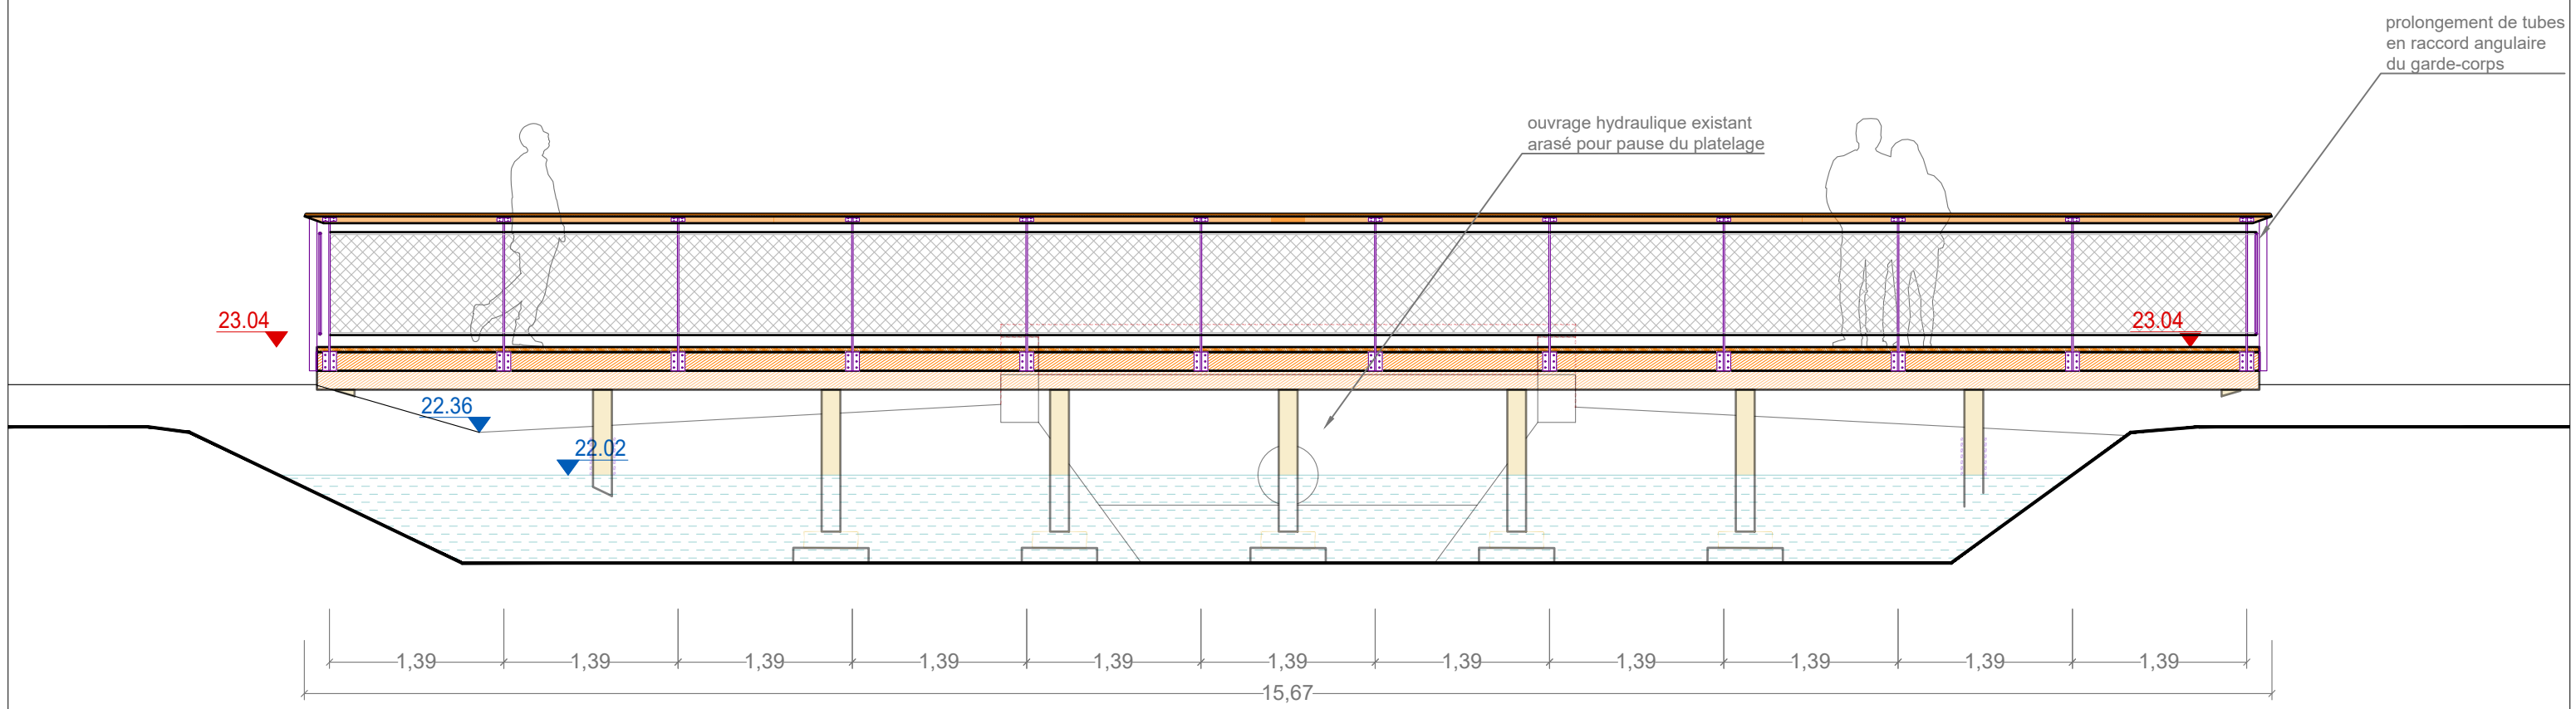 prolongement de tubes
en raccord angulaire
du garde-corps
ouvrage hydraulique existant
arasé pour pause du platelage
23.04
23.04
22.36
22.02
1,39 1,39 1,39 1,39 1,39 1,39 1,39 1,39 1,39 1,39 1,39
15,67